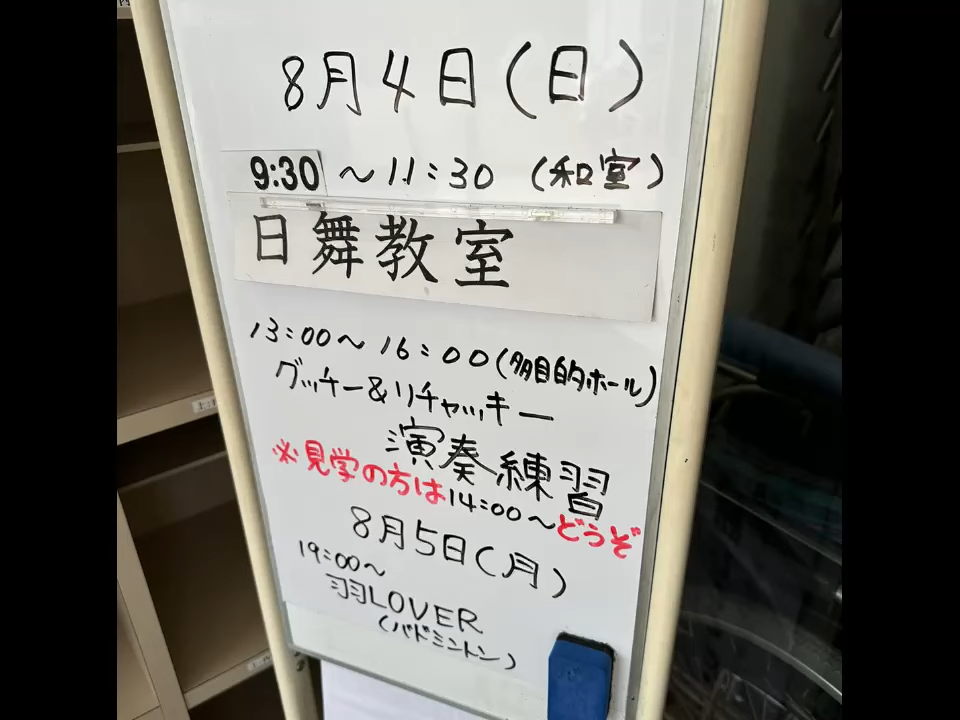 8月4日(日)
9:30 ～11:30 (和室)
日舞教室
13:00～16:00(多目的ホール)
グッチー&リチャッキー
演奏練習
※見学の方は14:00～どうぞ
8月5日(月)
19:00～
羽LOVER
(バドミントン)